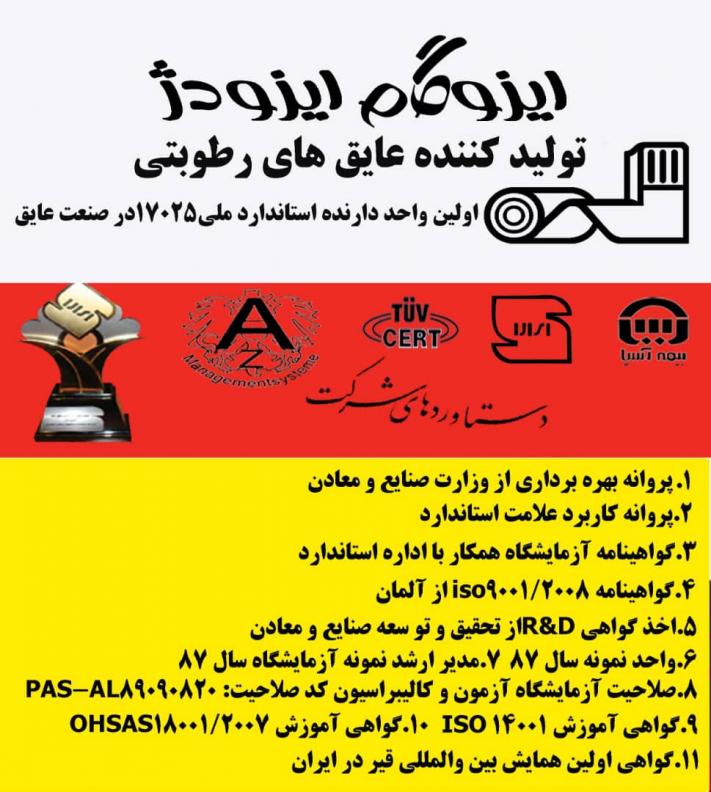 ایزوگام ایزودژ
تولید کننده عایق های رطوبتی
اولین واحد دارنده استاندارد ملی۱۷۰۲۵در صنعت عایق
بیمه آسیا
TÜV
CERT
AZ
Managementsysteme
دستاوردهای شرکت
۱.پروانه بهره برداری از وزارت صنایع و معادن
۲.پروانه کاربرد علامت استاندارد
۳.گواهینامه آزمایشگاه همکار با اداره استاندارد
۴.گواهینامه iso۹۰۰۱/۲۰۰۸ از آلمان
۵.اخذ گواهی R&Dاز تحقیق و تو سعه صنایع و معادن
۶.واحد نمونه سال ۸۷ ۷.مدیر ارشد نمونه آزمایشگاه سال ۸۷
۸.صلاحیت آزمایشگاه آزمون و کالیبراسیون کد صلاحیت: PAS-AL۸۹۰۹۰۸۲۰
۹.گواهی آموزش ISO ۱۴۰۰۱ ۱۰.گواهی آموزش OHSAS۱۸۰۰۱/۲۰۰۷
۱۱.گواهی اولین همایش بین والمللی قیر در ایران